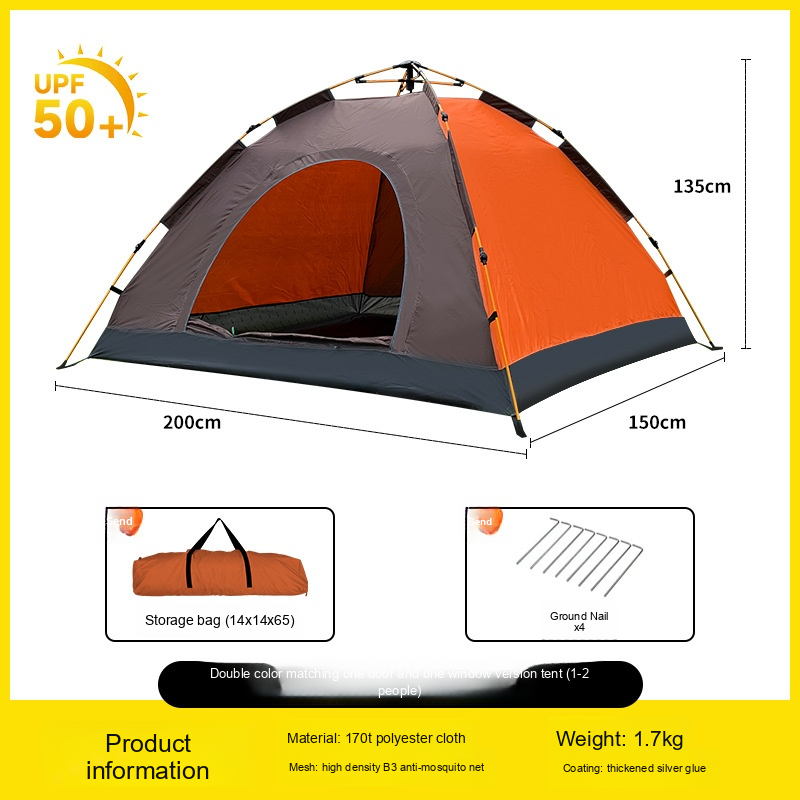 UPF
50+
135cm
200cm
150cm
Send
end
Storage bag (14x14x65)
Ground Nail
x4
Double color matching one door and one window version tent (1-2
people)
Product
information
Material: 170t polyester cloth
Mesh: high density B3 anti-mosquito net
Weight: 1.7kg
Coating: thickened silver glue